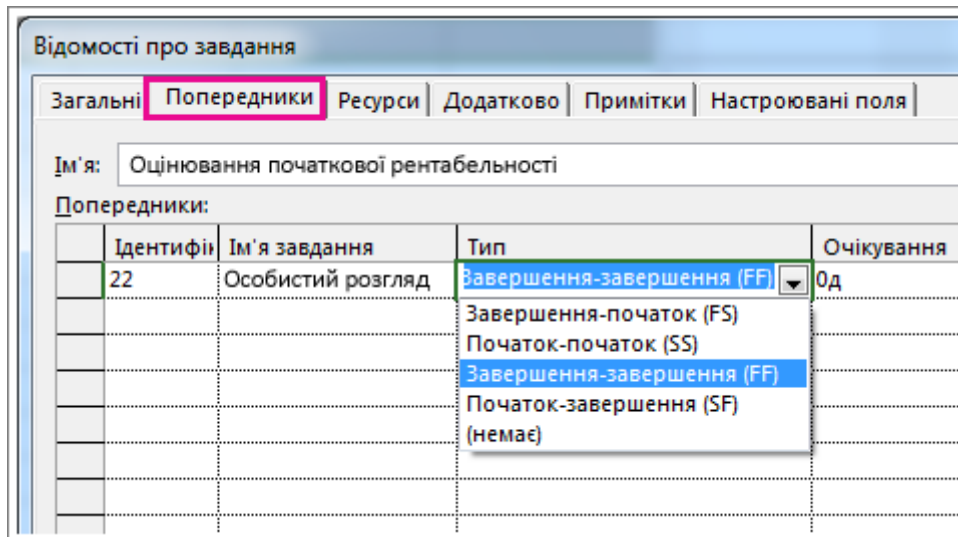 Відомості про завдання
Загальні Попередники Ресурси Додатково Примітки Настроювані поля
Ім'я: Оцінювання початкової рентабельності
Попередники:
Ідентифік Ім'я завдання Тип Очікування
22 Особистий розгляд Завершення-завершення (FF) 0д
Завершення-початок (FS)
Початок-початок (SS)
Завершення-завершення (FF)
Початок-завершення (SF)
(немає)